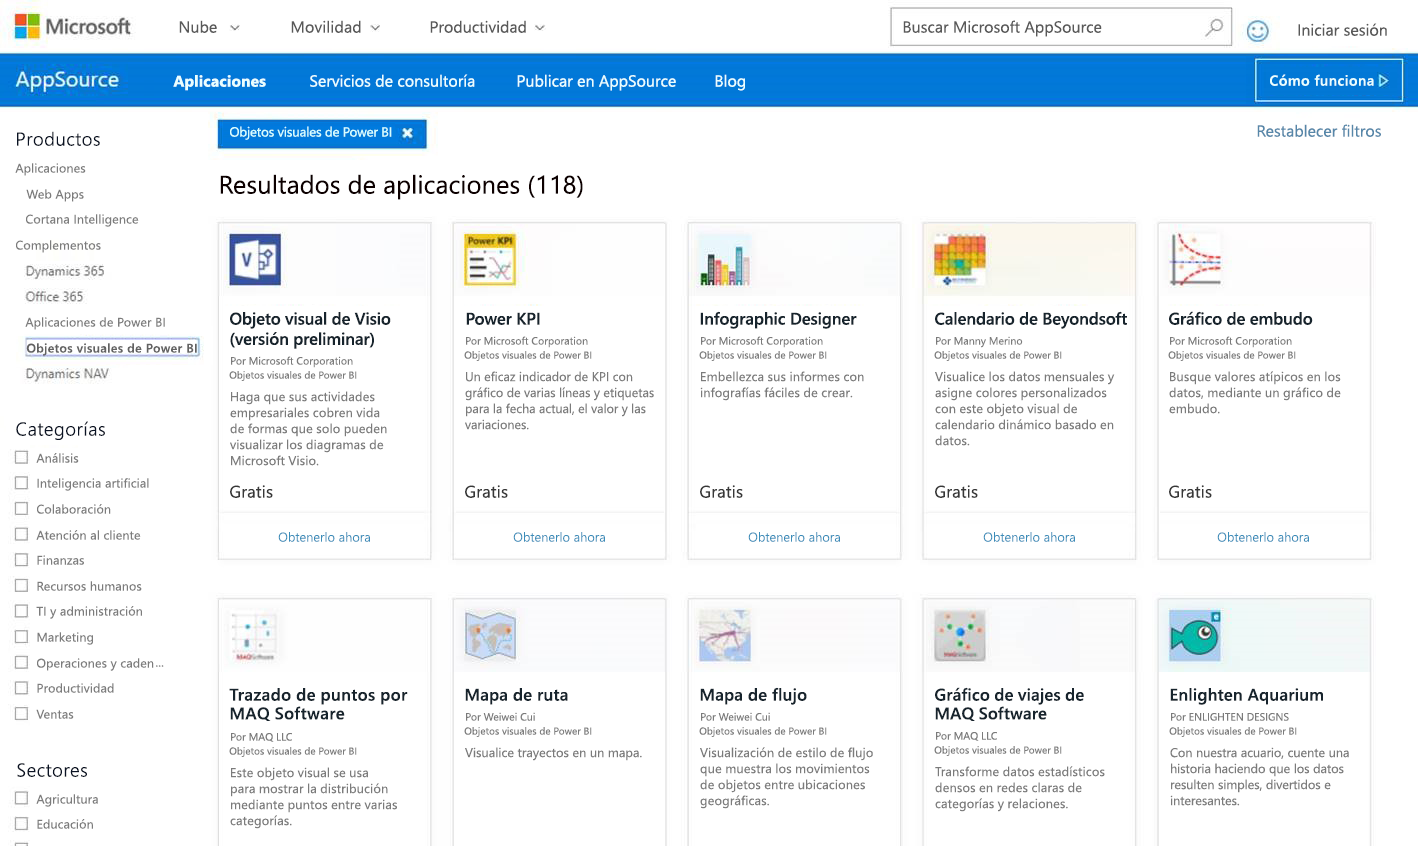 Microsoft
Nube
Movilidad
Productividad
Buscar Microsoft AppSource
Iniciar sesión
AppSource
Aplicaciones
Servicios de consultoría
Publicar en AppSource
Blog
Cómo funciona
Productos
Aplicaciones
Web Apps
Cortana Intelligence
Complementos
Dynamics 365
Office 365
Aplicaciones de Power BI
Objetos visuales de Power BI
Dynamics NAV
Categorías
Análisis
Inteligencia artificial
Colaboración
Atención al cliente
Finanzas
Recursos humanos
TI y administración
Marketing
Operaciones y caden...
Productividad
Ventas
Sectores
Agricultura
Educación
Objetos visuales de Power BI
Restablecer filtros
Resultados de aplicaciones (118)
Objeto visual de Visio
(versión preliminar)
Por Microsoft Corporation
Objetos visuales de Power BI
Haga que sus actividades
empresariales cobren vida
de formas que solo pueden
visualizar los diagramas de
Microsoft Visio.
Gratis
Obtenerlo ahora
Power KPI
Power KPI
Por Microsoft Corporation
Objetos visuales de Power BI
Un eficaz indicador de KPI con
gráfico de varias líneas y etiquetas
para la fecha actual, el valor y las
variaciones.
Gratis
Obtenerlo ahora
Infographic Designer
Por Microsoft Corporation
Objetos visuales de Power BI
Embellezca sus informes con
infografías fáciles de crear.
Gratis
Obtenerlo ahora
Calendario de Beyondsoft
Por Manny Merino
Objetos visuales de Power BI
Visualice los datos mensuales y
asigne colores personalizados
con este objeto visual de
calendario dinámico basado en
datos.
Gratis
Obtenerlo ahora
Gráfico de embudo
Por Microsoft Corporation
Objetos visuales de Power BI
Busque valores atípicos en los
datos, mediante un gráfico de
embudo.
Gratis
Obtenerlo ahora
MAQSoftware
Trazado de puntos por
MAQ Software
Por MAQ LLC
Objetos visuales de Power BI
Este objeto visual se usa
para mostrar la distribución
mediante puntos entre varias
categorías.
Mapa de ruta
Por Weiwei Cui
Objetos visuales de Power BI
Visualice trayectos en un mapa.
Mapa de flujo
Por Weiwei Cui
Objetos visuales de Power BI
Visualización de estilo de flujo
que muestra los movimientos
de objetos entre ubicaciones
geográficas.
MAQSoftware
Gráfico de viajes de
MAQ Software
Por MAQ LLC
Objetos visuales de Power BI
Transforme datos estadísticos
densos en redes claras de
categorías y relaciones.
Enlighten Aquarium
Por ENLIGHTEN DESIGNS
Objetos visuales de Power BI
Con nuestra acuario, cuente una
historia haciendo que los datos
resulten simples, divertidos e
interesantes.